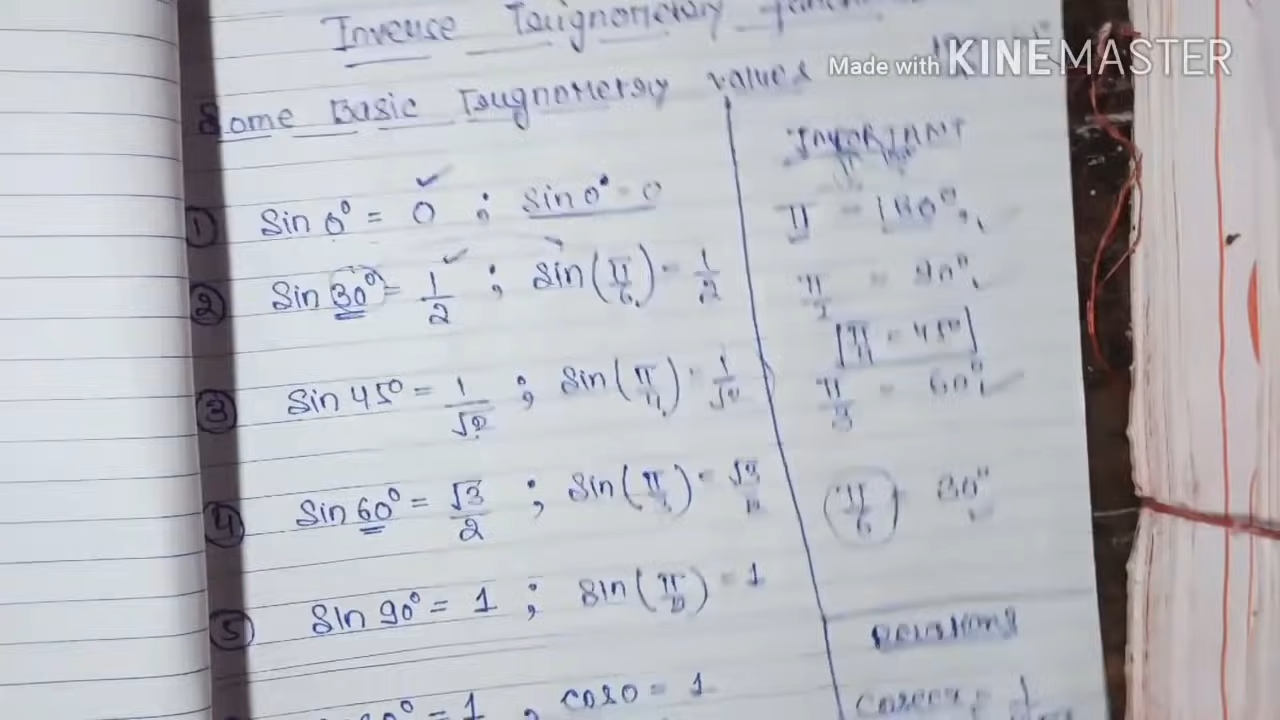 Inverse Trignometry
Made with KINEMASTER
Some Basic Trignometry values
① Sin 0° = 0 ; sin 0° = 0
② Sin 30° = 1/2 ; sin(π/6) = 1/2
③ Sin 45° = 1/√2 ; sin(π/4) = 1/√2
④ Sin 60° = √3/2 ; sin(π/3) = √3/2
⑤ Sin 90° = 1 ; sin(π/2) = 1
0° = 1 , cos 0 = 1
IMPORTANT
π = 180°
π/2 = 90°
[π/4 = 45°]
π/3 = 60°
(π/6) = 30°
Relations